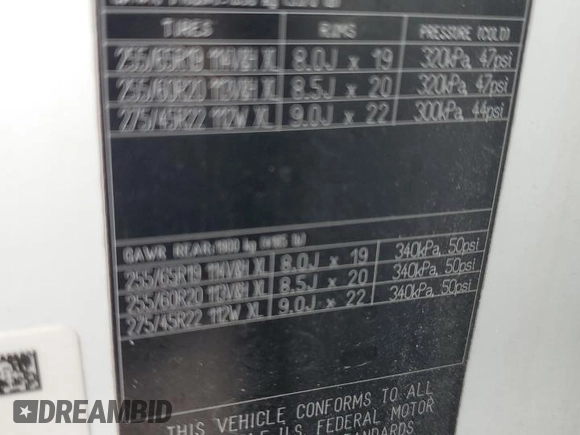 TIRES RIMS PRESSURE (COLD)
255/65R19 114V&H XL 8.0J x 19 320kPa, 47psi
255/60R20 113V&H XL 8.5J x 20 320kPa, 47psi
275/45R22 112W XL 9.0J x 22 300kPa, 44psi
GAWR REAR: kg lb)
255/65R19 114V&H XL 8.0J x 19 340kPa, 50psi
255/60R20 113V&H XL 8.5J x 20 340kPa, 50psi
275/45R22 112W XL 9.0J x 22 340kPa, 50psi
THIS VEHICLE CONFORMS TO ALL
U.S. FEDERAL MOTOR
STANDARDS
DREAMBID